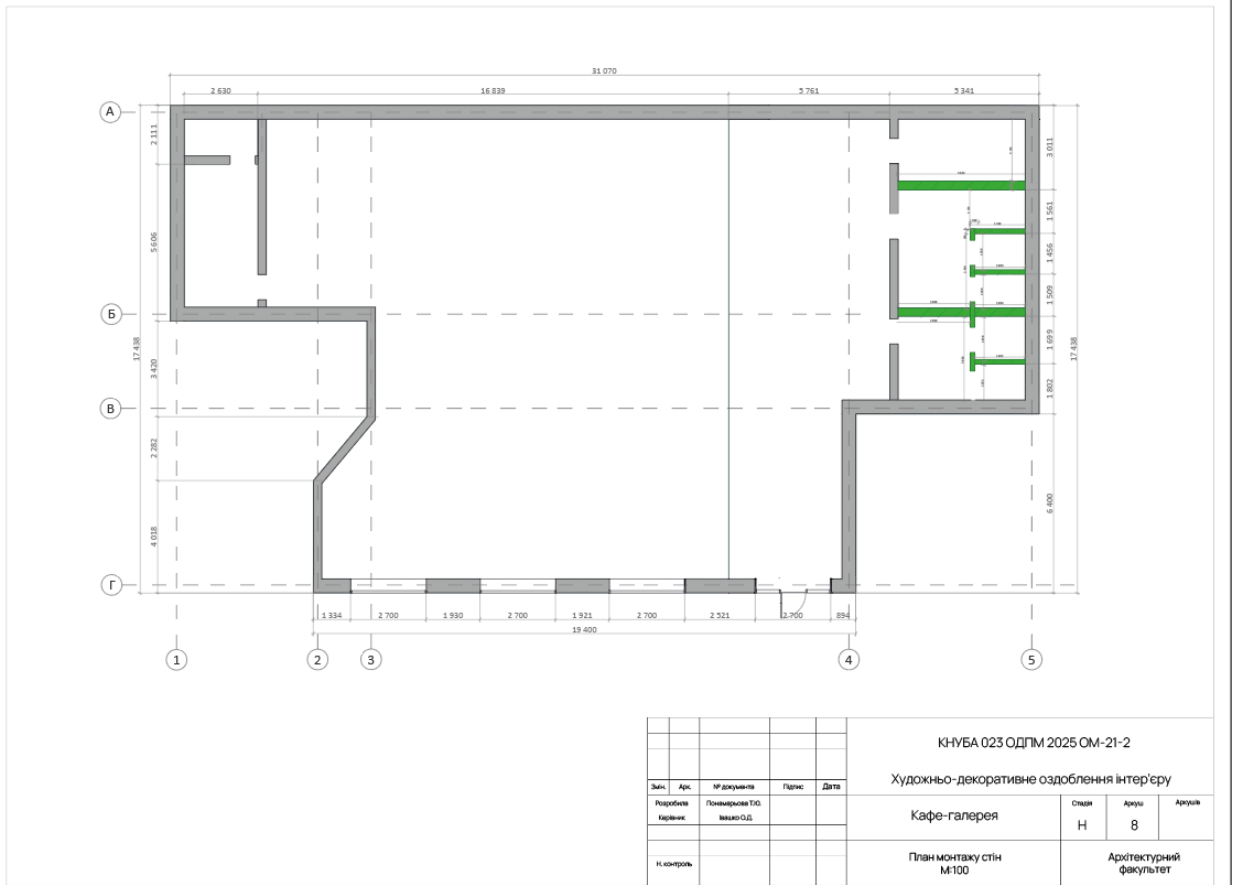 31 070
2 630
16 839
5 761
5 341
А
Б
В
Г
17 438
2 111
5 606
3 420
2 282
4 018
3 011
1 561
1 456
1 509
1 699
1 802
6 400
17 438
1 334
2 700
1 930
2 700
1 921
2 700
2 521
2 700
894
19 400
1
2
3
4
5
КНУБА 023 ОДПМ 2025 ОМ-21-2
Художньо-декоративне оздоблення інтер'єру
Змін. Арк. № документа Підпис Дата
Розробила Пономарьова Т.Ю.
Керівник Івашко О.Д.
Н. контроль
Кафе-галерея
Стадія Аркуш Аркушів
Н 8
План монтажу стін
М:100
Архітектурний
факультет